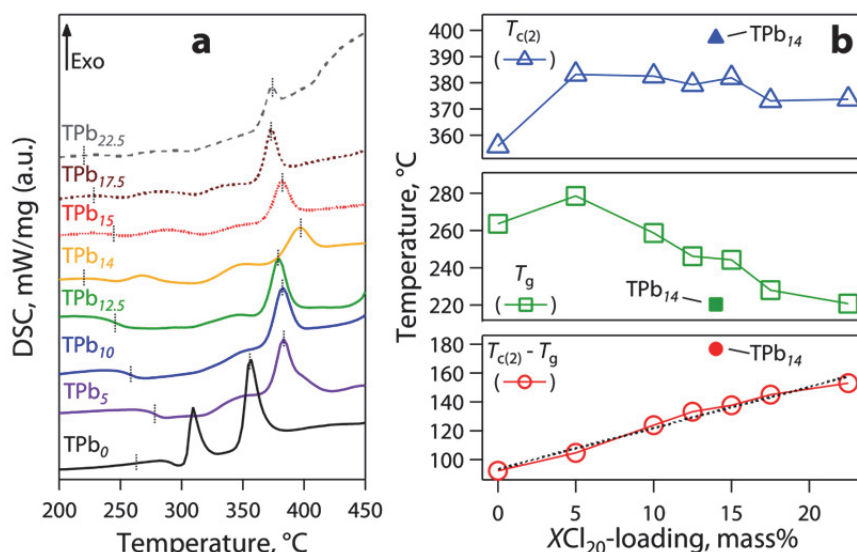 a
Exo
TPb22.5
TPb17.5
TPb15
TPb14
TPb12.5
TPb10
TPb5
TPb0
DSC, mW/mg (a.u.)
200 250 300 350 400 450
Temperature, °C
b
Tc(2)
( )
TPb14
400
380
360
Tg
( )
TPb14
280
260
240
220
Tc(2) - Tg
( )
TPb14
180
160
140
120
100
Temperature, °C
0 5 10 15 20
XCl20-loading, mass%